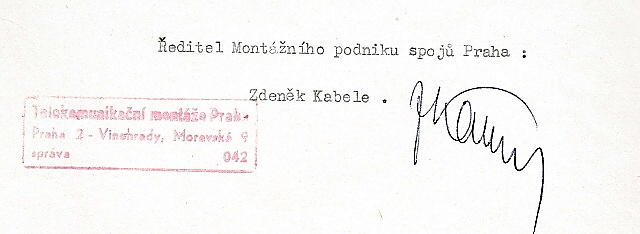 Ředitel Montážního podniku spojů Praha :
Zdeněk Kabele .
Telekomunikační montáže Praha
Praha 2 - Vinohrady, Moravská 9
správa 042